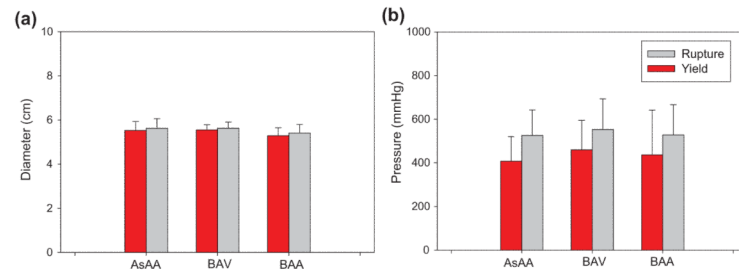 (a)
10
8
6
4
2
0
Diameter (cm)
AsAA BAV BAA
(b)
1000
800
600
400
200
0
Pressure (mmHg)
Rupture
Yield
AsAA BAV BAA